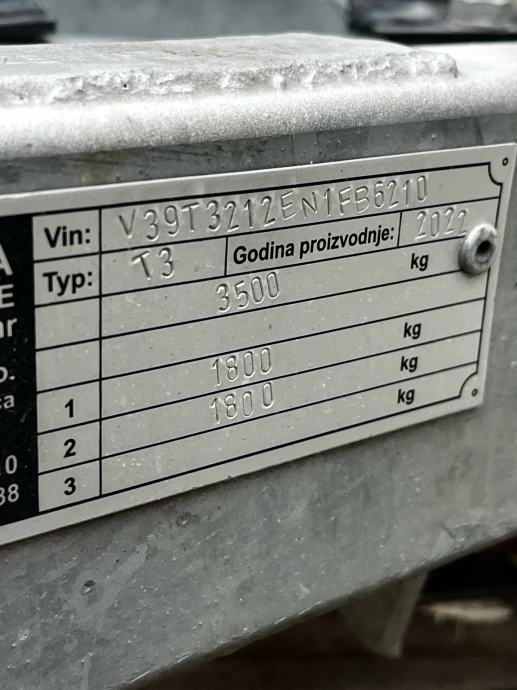 Vin: V39T3212EN1FB6210
Typ: T3 Godina proizvodnje: 2022
3500 kg
kg
1 1800 kg
2 1800 kg
3